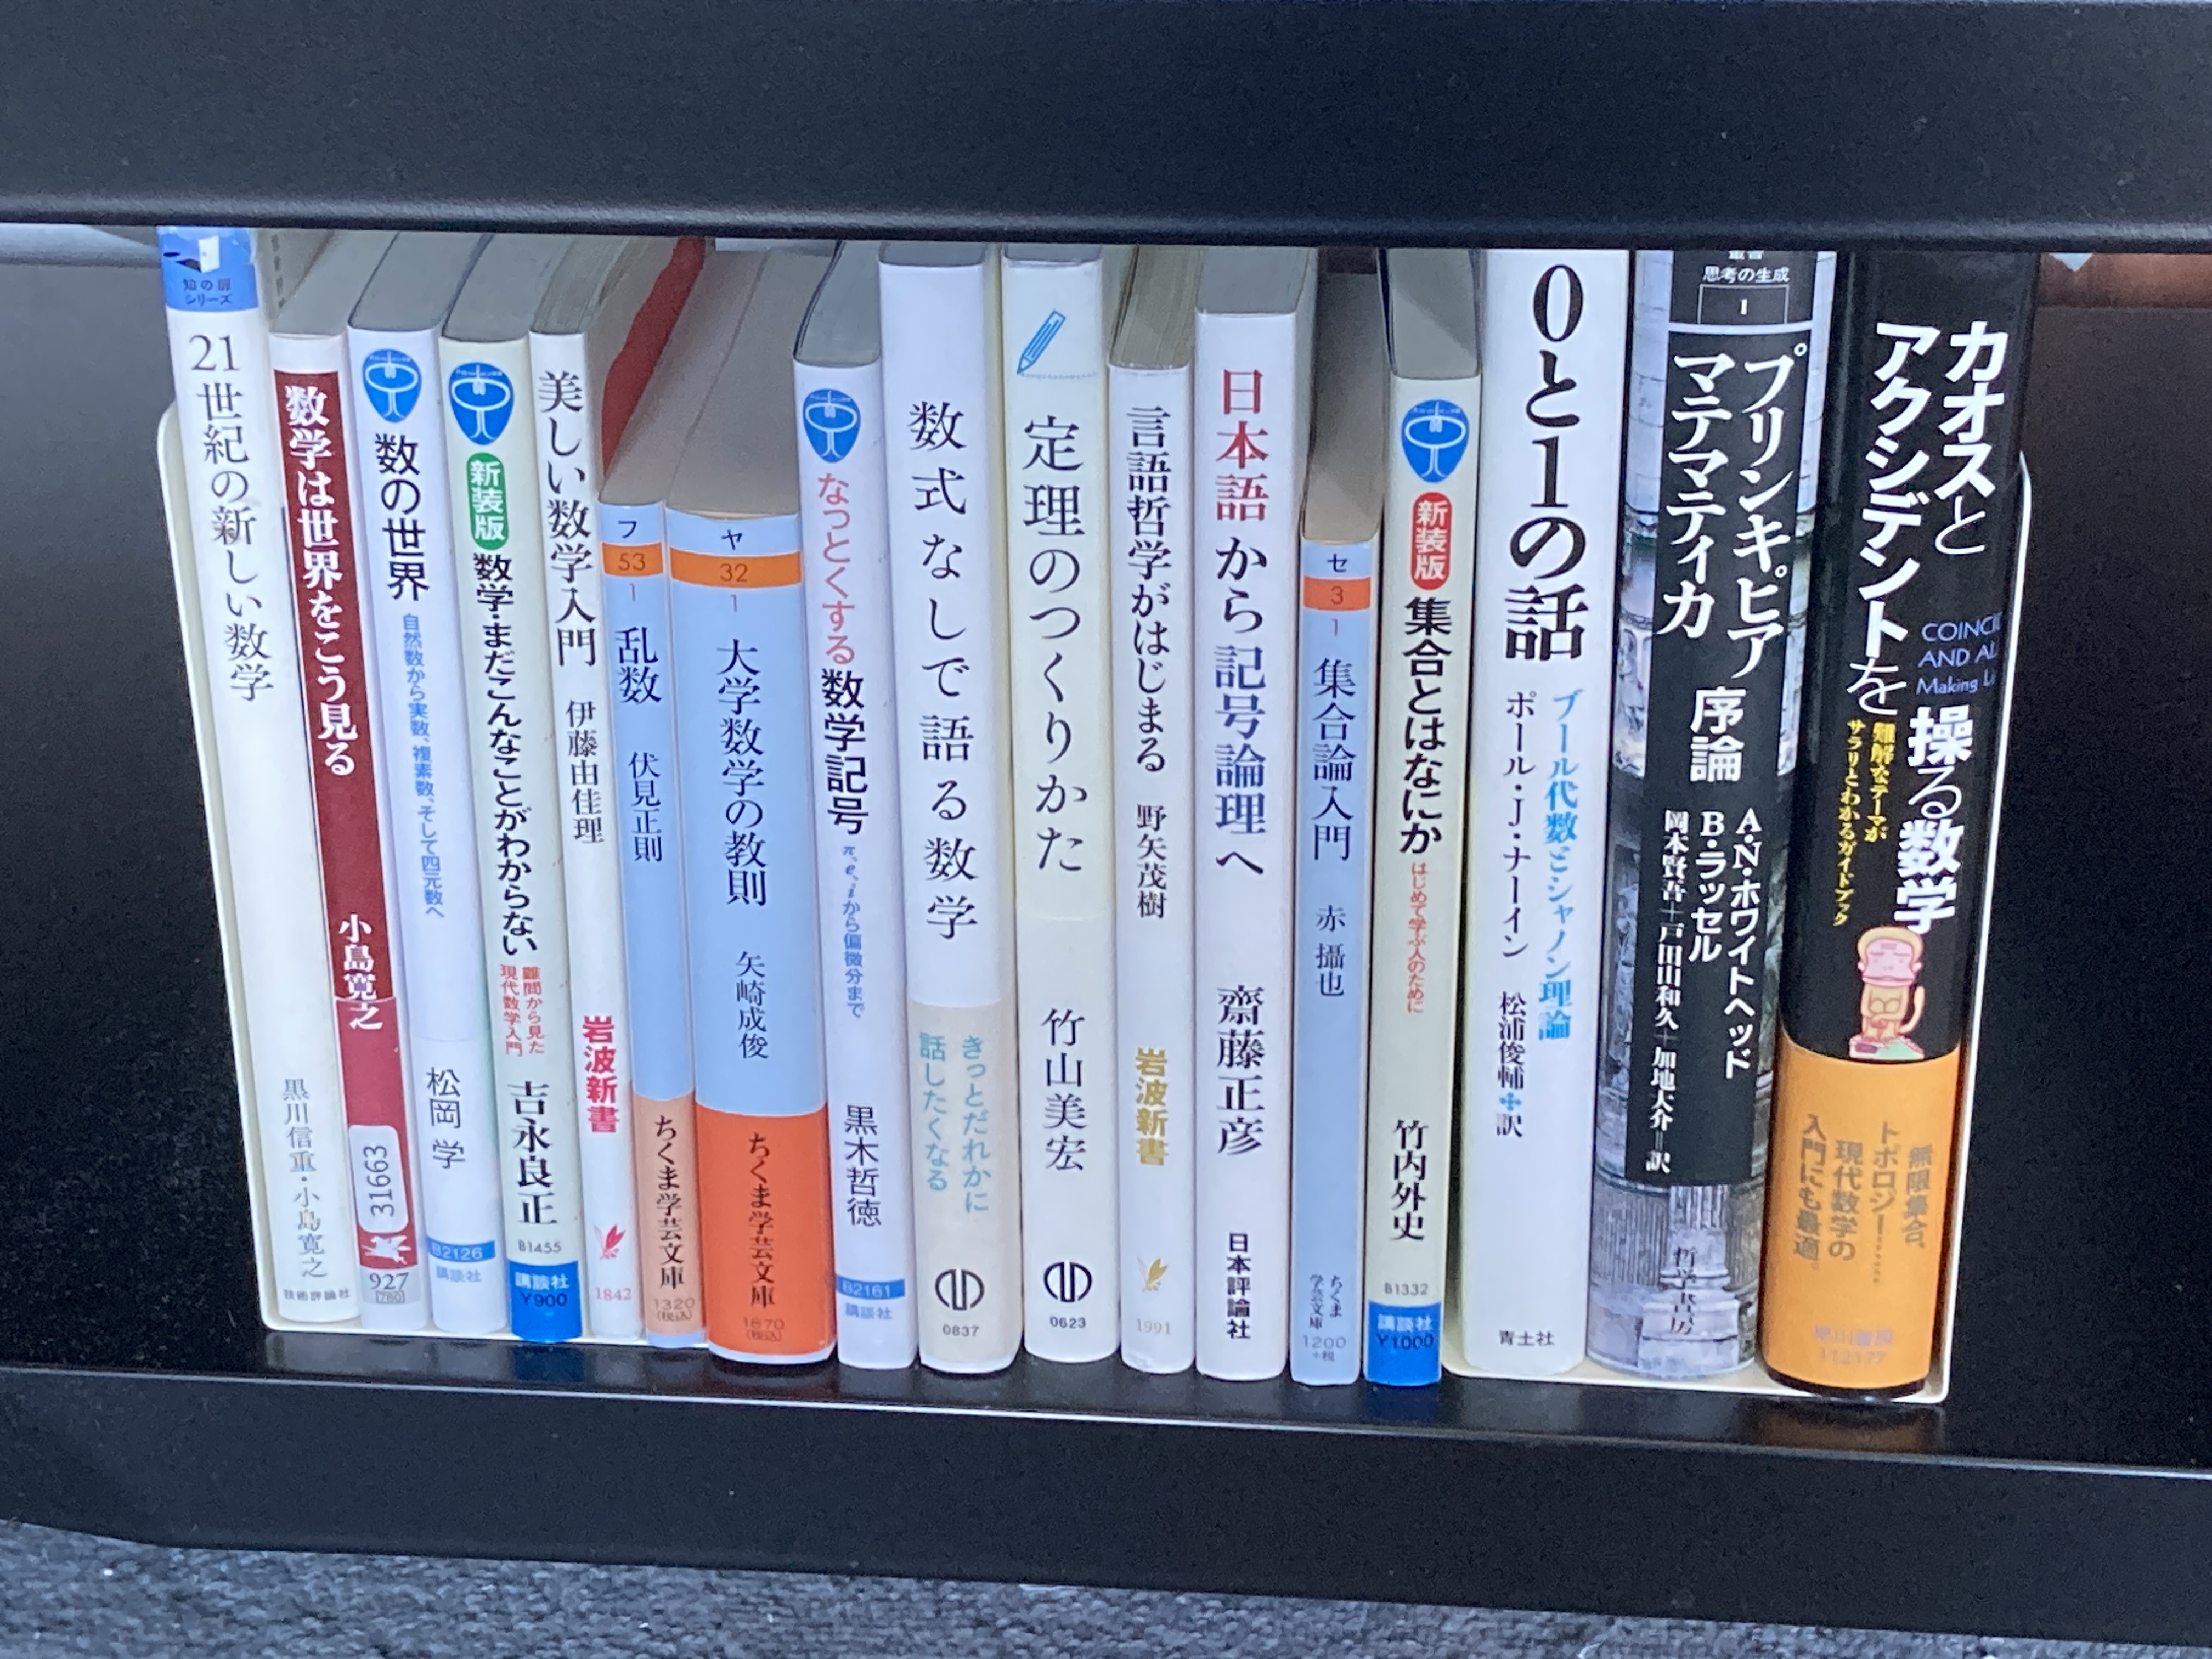 知の扉
シリーズ
21世紀の新しい数学
黒川信重・小島寛之
技術評論社
数学は世界をこう見る
小島寛之
31663
927
[780]
数の世界
自然数から実数、複素数、そして四元数へ
松岡 学
B2126
講談社
新装版
数学・まだこんなことがわからない
難問から見た
現代数学入門
吉永良正
B1455
講談社
¥900
美しい数学入門
伊藤由佳理
岩波新書
1842
フ
53
1
乱数
伏見正則
ちくま学芸文庫
1320
(税込)
ヤ
32
1
大学数学の教則
矢崎成俊
ちくま学芸文庫
1870
(税込)
なっとくする数学記号
π、e、iから偏微分まで
黒木哲徳
B2161
講談社
数式なしで語る数学
きっとだれかに
話したくなる
0837
定理のつくりかた
竹山美宏
0623
言語哲学がはじまる
野矢茂樹
岩波新書
1991
日本語から記号論理へ
齋藤正彦
日本評論社
セ
3
1
集合論入門
赤 攝也
ちくま
学芸文庫
1200
+税
新装版
集合とはなにか
はじめて学ぶ人のために
竹内外史
B1332
講談社
¥1000
0と1の話
ブール代数とシャノン理論
ポール・J・ナーイン
松浦俊輔✣訳
青土社
思考の生成
1
プリンキピア
マテマティカ
序論
A・N・ホワイトヘッド
B・ラッセル
岡本賢吾+戸田山和久+加地大介=訳
哲学書房
カオスと
アクシデントを
操る数学
COINCI
AND AL
Making Li
難解なテーマが
サラリとわかるガイドブック
無限集合、
トポロジー……
現代数学の
入門にも最適。
早川書房
112177